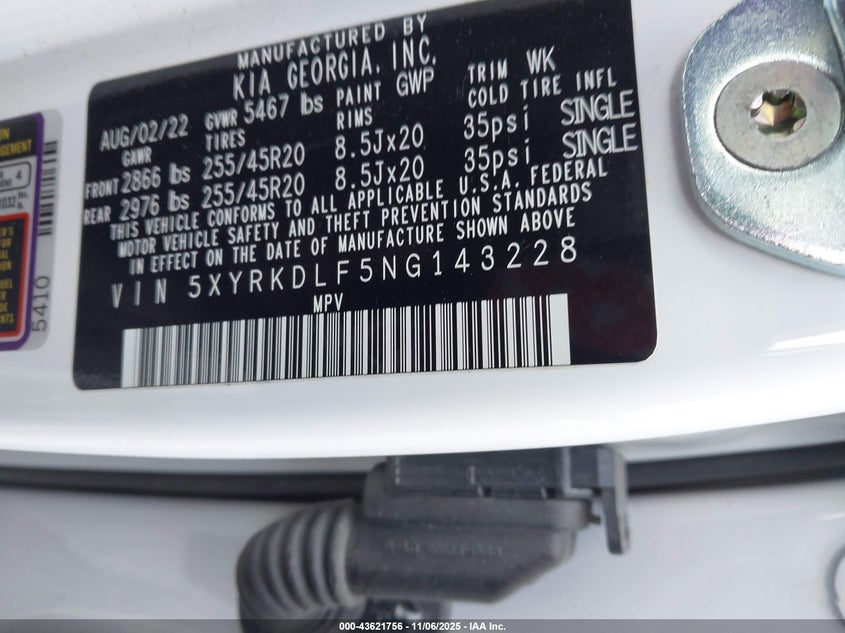 MANUFACTURED BY
KIA GEORGIA, INC.
AUG/02/22 GVWR 5467 lbs PAINT GWP TRIM WK
GAWR TIRES RIMS COLD TIRE INFL
FRONT 2866 lbs 255/45R20 8.5Jx20 35psi SINGLE
REAR 2976 lbs 255/45R20 8.5Jx20 35psi SINGLE
THIS VEHICLE CONFORMS TO ALL APPLICABLE U.S.A. FEDERAL
MOTOR VEHICLE SAFETY AND THEFT PREVENTION STANDARDS
IN EFFECT ON THE DATE OF MANUFACTURE SHOWN ABOVE
VIN 5XYRKDLF5NG143228
MPV
4
5410
000-43621756 - 11/06/2025 - IAA Inc.